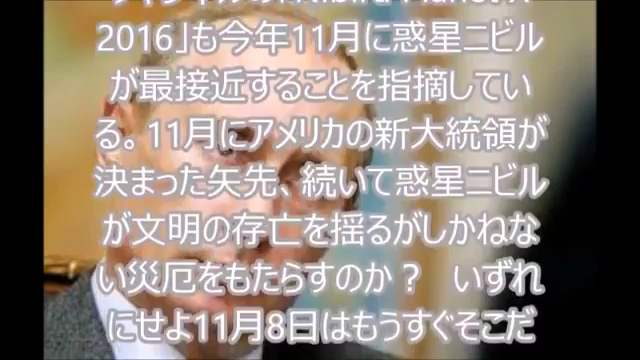 2016」も今年11月に惑星ニビル
が最接近することを指摘してい
る。11月にアメリカの新大統領が
決まった矢先、続いて惑星ニビル
が文明の存亡を揺るがしかねな
い災厄をもたらすのか？　いずれ
にせよ11月8日はもうすぐそこだ